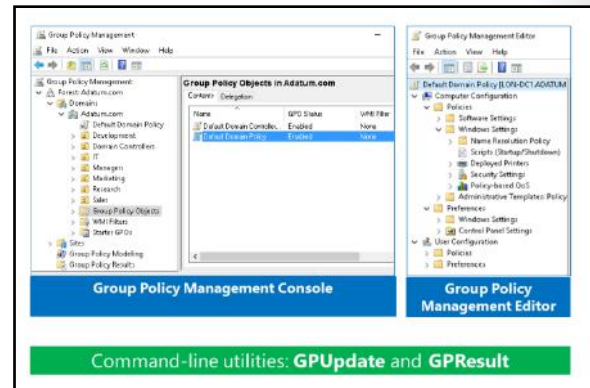 Group Policy Management
File Action View Window Help
Group Policy Management
Forest: Adatum.com
Domains
Adatum.com
Default Domain Policy
Development
Domain Controllers
IT
Managers
Marketing
Research
Sales
Group Policy Objects
WMI Filters
Starter GPOs
Sites
Group Policy Modeling
Group Policy Results
Group Policy Objects in Adatum.com
Contents Delegation
Name GPO Status WMI Filter
Default Domain Controller.. Enabled None
Default Domain Policy Enabled None
Group Policy Management Console
Group Policy Management Editor
File Action View Help
Default Domain Policy [LON-DC1.ADATUM
Computer Configuration
Policies
Software Settings
Windows Settings
Name Resolution Policy
Scripts (Startup/Shutdown)
Deployed Printers
Security Settings
Policy-based QoS
Administrative Templates: Policy
Preferences
Windows Settings
Control Panel Settings
User Configuration
Policies
Preferences
Group Policy
Management Editor
Command-line utilities: GPUpdate and GPResult